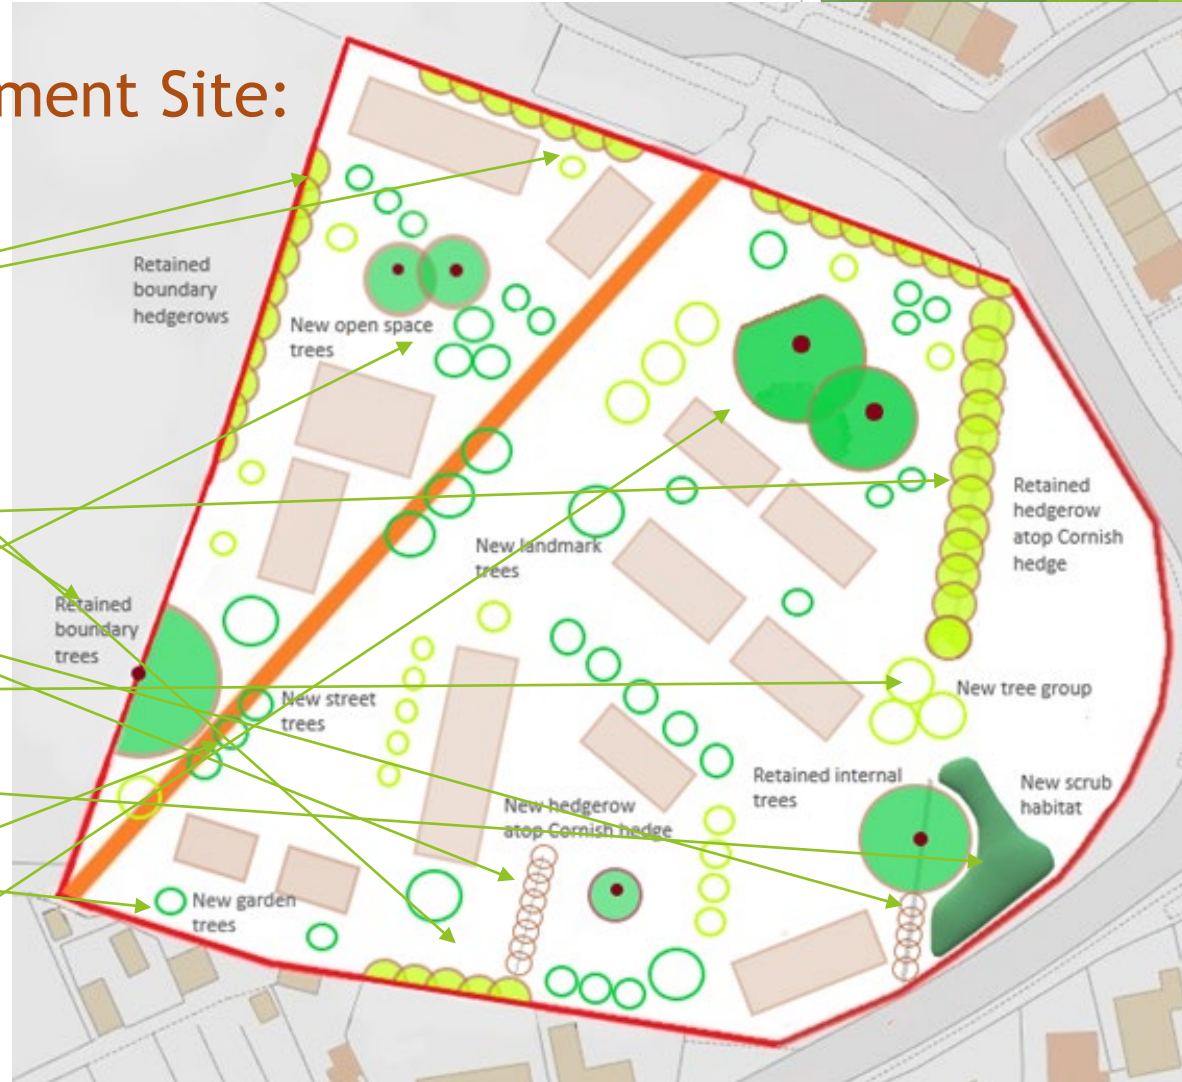 ment Site:
Retained
boundary
hedgerows
New open space
trees
Retained
hedgerow
atop Cornish
hedge
New landmark
trees
Retained
boundary
trees
New street
trees
New tree group
Retained internal
trees
New scrub
habitat
New hedgerow
atop Cornish hedge
New garden
trees